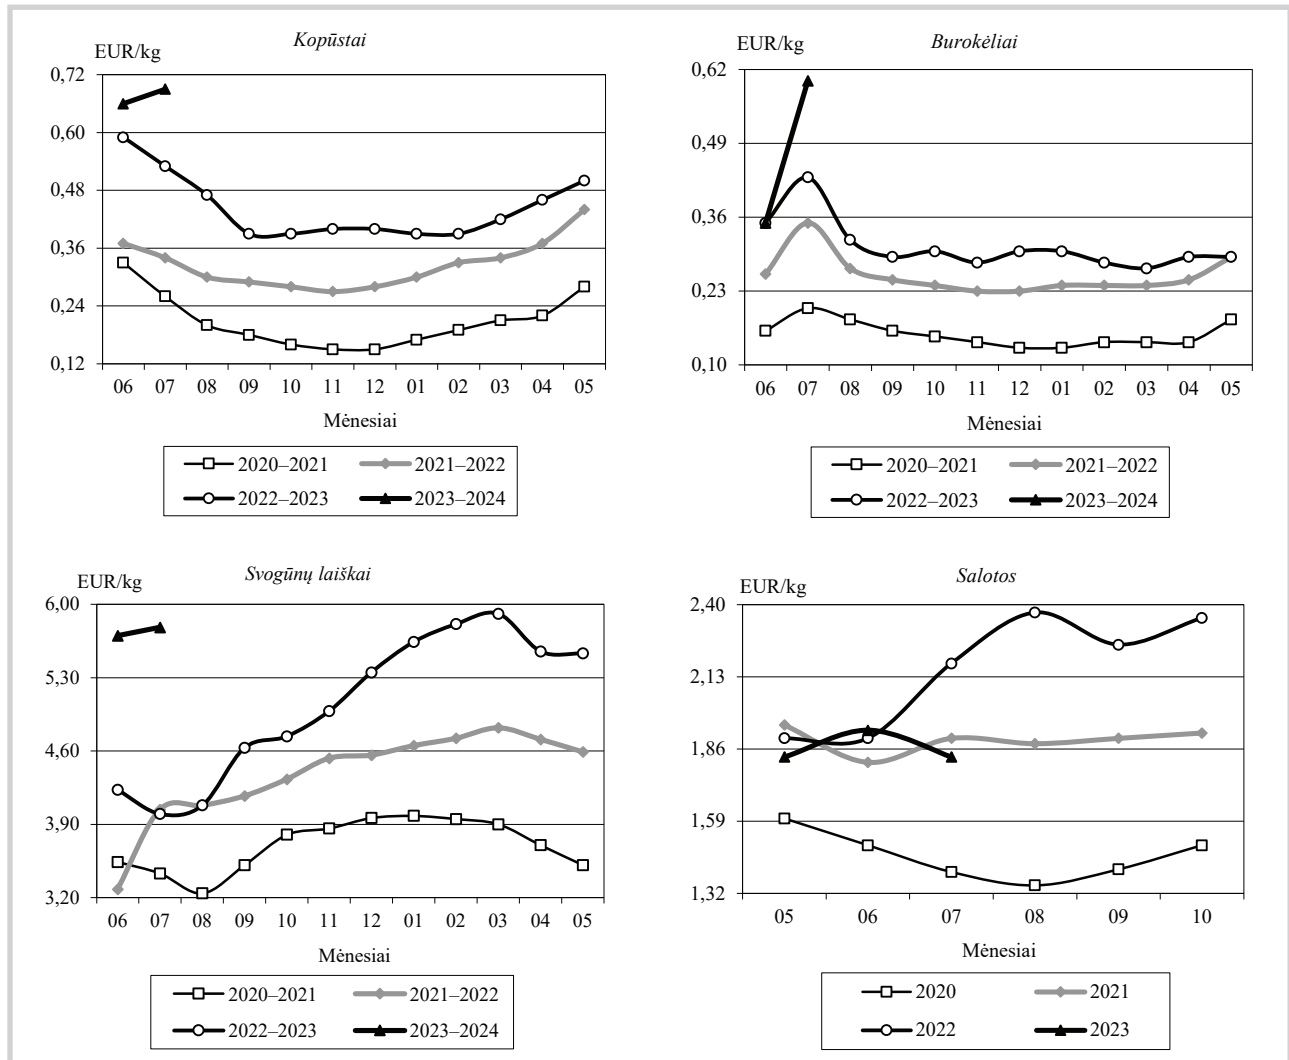 Kopūstai
EUR/kg
0,72
0,60
0,48
0,36
0,24
0,12
06 07 08 09 10 11 12 01 02 03 04 05
Mėnesiai
2020–2021 2021–2022
2022–2023 2023–2024
Burokėliai
EUR/kg
0,62
0,49
0,36
0,23
0,10
06 07 08 09 10 11 12 01 02 03 04 05
Mėnesiai
2020–2021 2021–2022
2022–2023 2023–2024
Svogūnų laiškai
EUR/kg
6,00
5,30
4,60
3,90
3,20
06 07 08 09 10 11 12 01 02 03 04 05
Mėnesiai
2020–2021 2021–2022
2022–2023 2023–2024
Salotos
EUR/kg
2,40
2,13
1,86
1,59
1,32
05 06 07 08 09 10
Mėnesiai
2020 2021
2022 2023